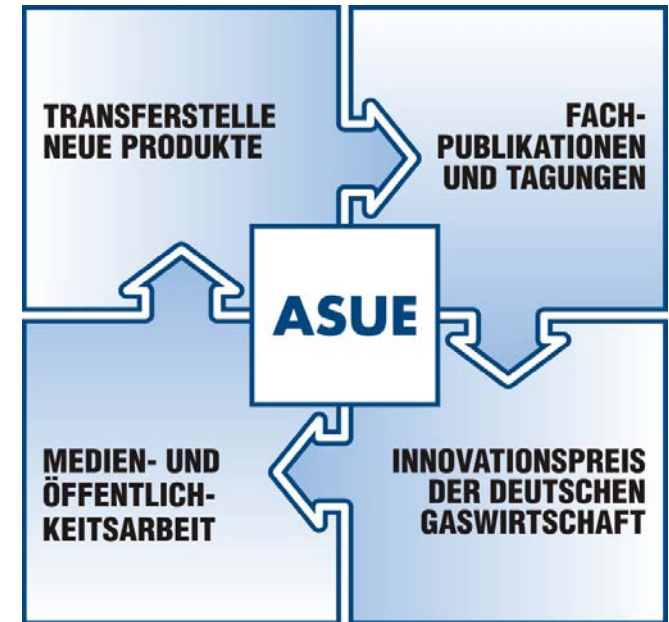 TRANSFERSTELLE
NEUE PRODUKTE
FACH-
PUBLIKATIONEN
UND TAGUNGEN
ASUE
MEDIEN- UND
ÖFFENTLICH-
KEITSARBEIT
INNOVATIONSPREIS
DER DEUTSCHEN
GASWIRTSCHAFT